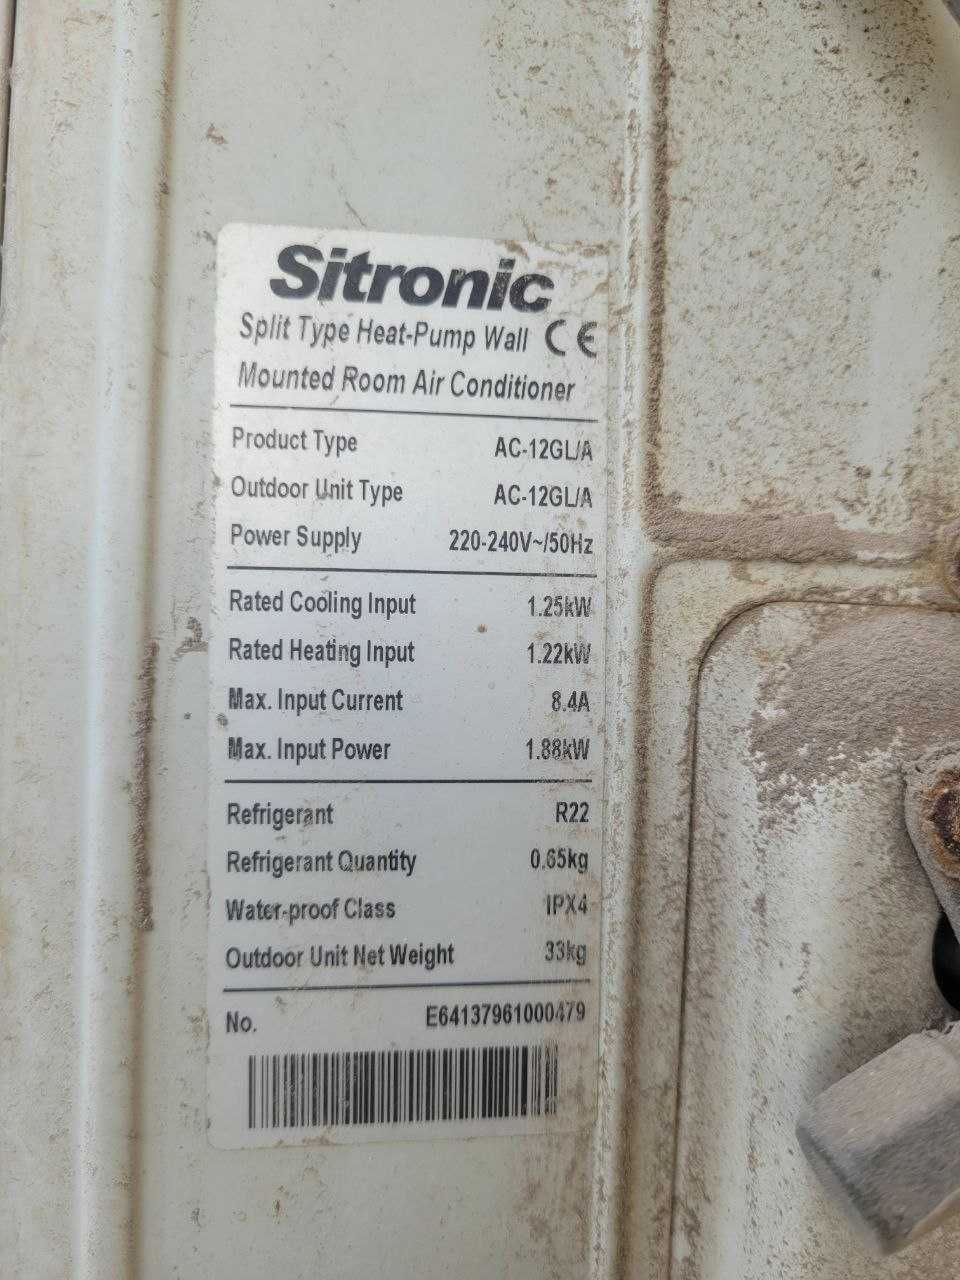 Sitronic
Split Type Heat-Pump Wall CE
Mounted Room Air Conditioner
Product Type AC-12GL/A
Outdoor Unit Type AC-12GL/A
Power Supply 220-240V~/50Hz
Rated Cooling Input 1.25kW
Rated Heating Input 1.22kW
Max. Input Current 8.4A
Max. Input Power 1.88kW
Refrigerant R22
Refrigerant Quantity 0.65kg
Water-proof Class IPX4
Outdoor Unit Net Weight 33kg
No. E64137961000479